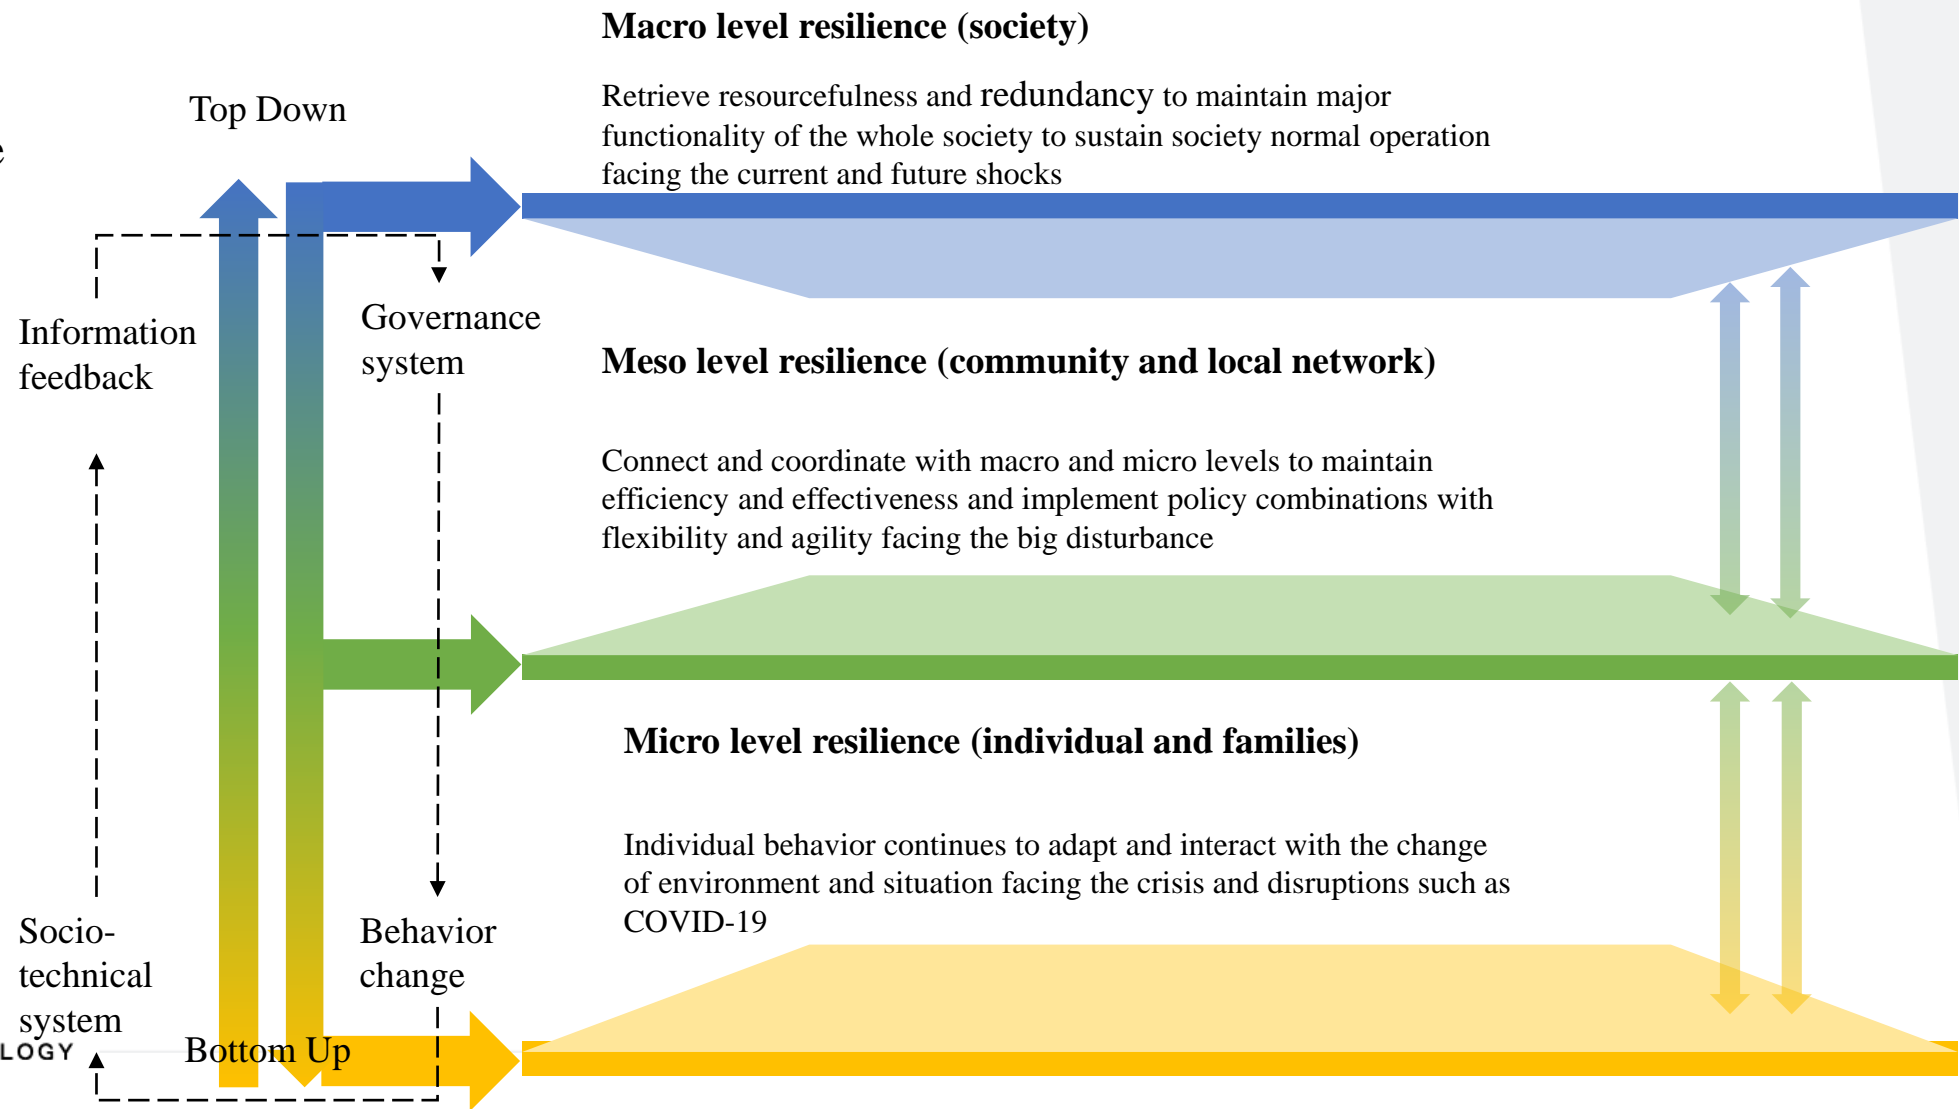 Macro level resilience (society)
Retrieve resourcefulness and redundancy to maintain major
functionality of the whole society to sustain society normal operation
facing the current and future shocks
Top Down
Information
feedback
Governance
system
Meso level resilience (community and local network)
Connect and coordinate with macro and micro levels to maintain
efficiency and effectiveness and implement policy combinations with
flexibility and agility facing the big disturbance
Micro level resilience (individual and families)
Individual behavior continues to adapt and interact with the change
of environment and situation facing the crisis and disruptions such as
COVID-19
Socio-
technical
system
Behavior
change
Bottom Up